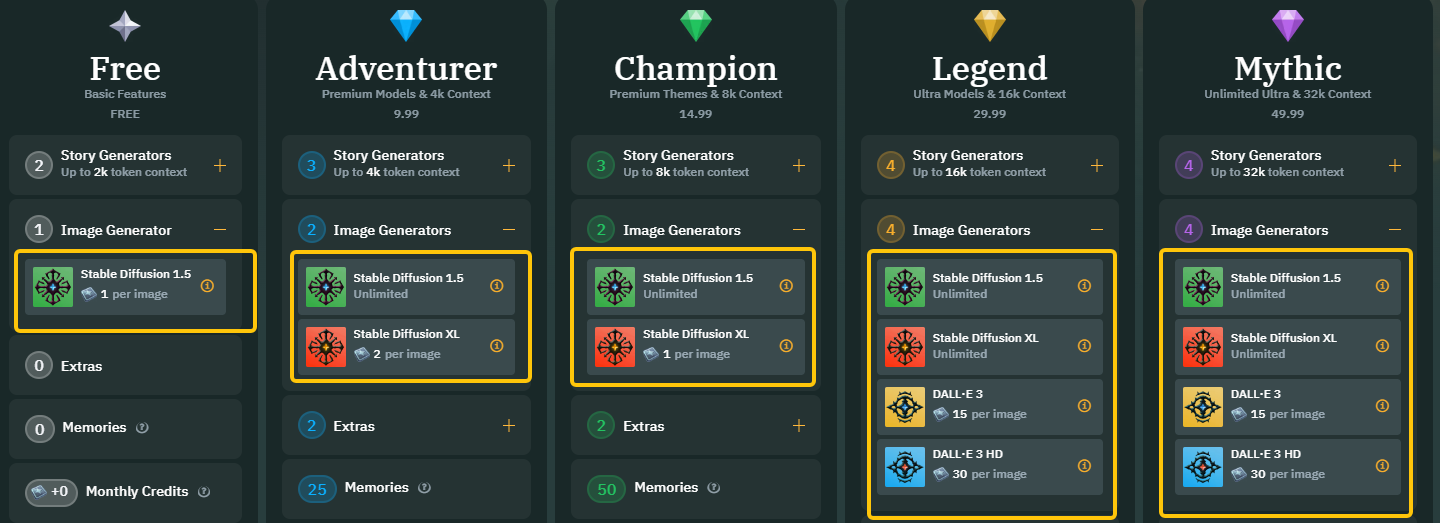 Free
Basic Features
FREE
2
Story Generators
Up to 2k token context
1
Image Generator
Stable Diffusion 1.5
1 per image
0
Extras
0
Memories
+0
Monthly Credits
Adventurer
Premium Models & 4k Context
9.99
3
Story Generators
Up to 4k token context
2
Image Generators
Stable Diffusion 1.5
Unlimited
Stable Diffusion XL
2 per image
2
Extras
25
Memories
Champion
Premium Themes & 8k Context
14.99
3
Story Generators
Up to 8k token context
2
Image Generators
Stable Diffusion 1.5
Unlimited
Stable Diffusion XL
1 per image
2
Extras
50
Memories
Legend
Ultra Models & 16k Context
29.99
4
Story Generators
Up to 16k token context
4
Image Generators
Stable Diffusion 1.5
Unlimited
Stable Diffusion XL
Unlimited
DALL·E 3
15 per image
DALL·E 3 HD
30 per image
Mythic
Unlimited Ultra & 32k Context
49.99
4
Story Generators
Up to 32k token context
4
Image Generators
Stable Diffusion 1.5
Unlimited
Stable Diffusion XL
Unlimited
DALL·E 3
15 per image
DALL·E 3 HD
30 per image